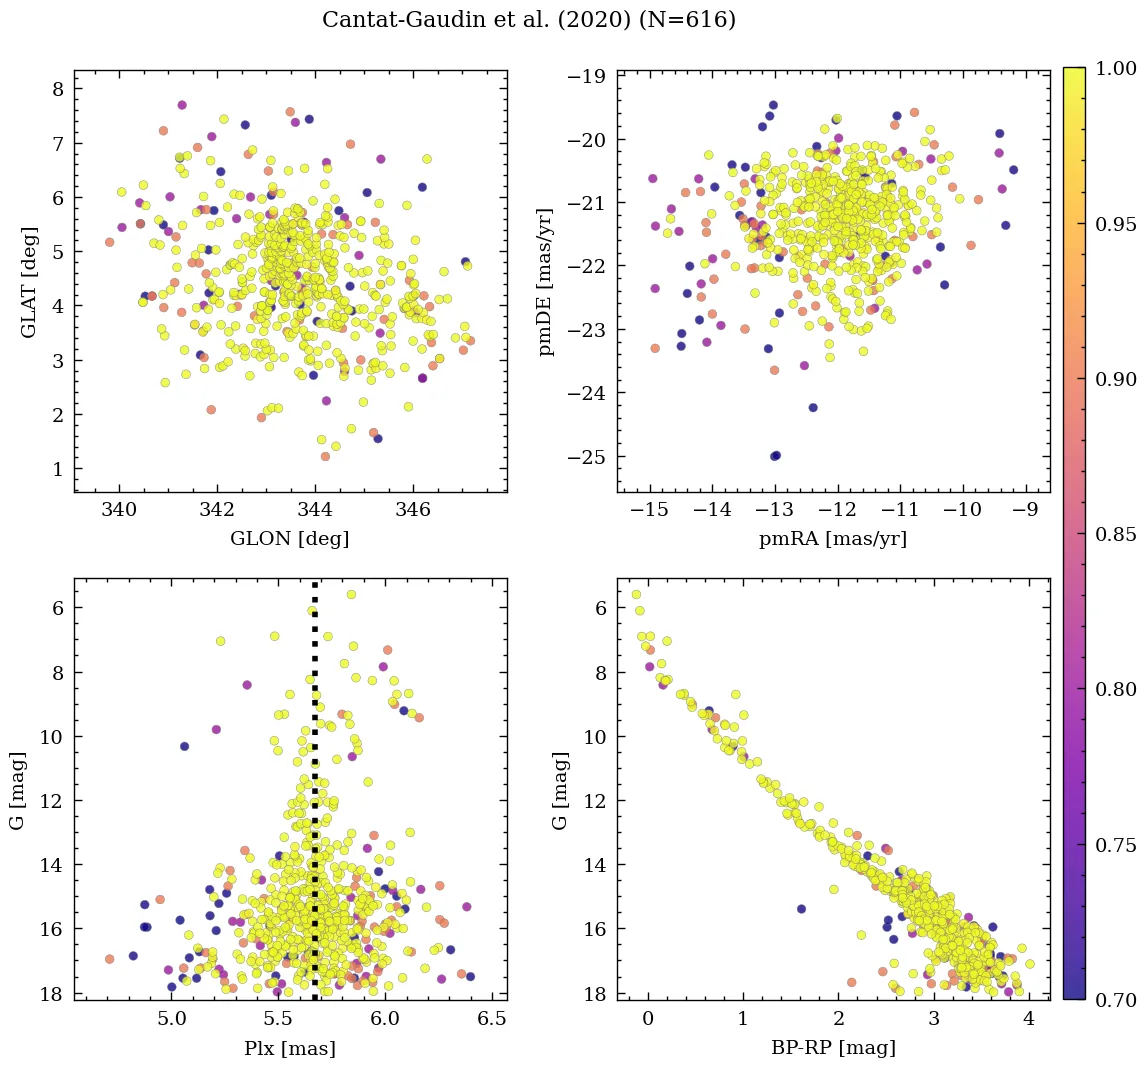 Cantat-Gaudin et al. (2020) (N=616)
8
7
6
5
4
3
2
1
GLAT [deg]
340 342 344 346
GLON [deg]
−19
−20
−21
−22
−23
−24
−25
pmDE [mas/yr]
−15 −14 −13 −12 −11 −10 −9
pmRA [mas/yr]
6
8
10
12
14
16
18
G [mag]
5.0 5.5 6.0 6.5
Plx [mas]
6
8
10
12
14
16
18
G [mag]
0 1 2 3 4
BP-RP [mag]
1.00
0.95
0.90
0.85
0.80
0.75
0.70